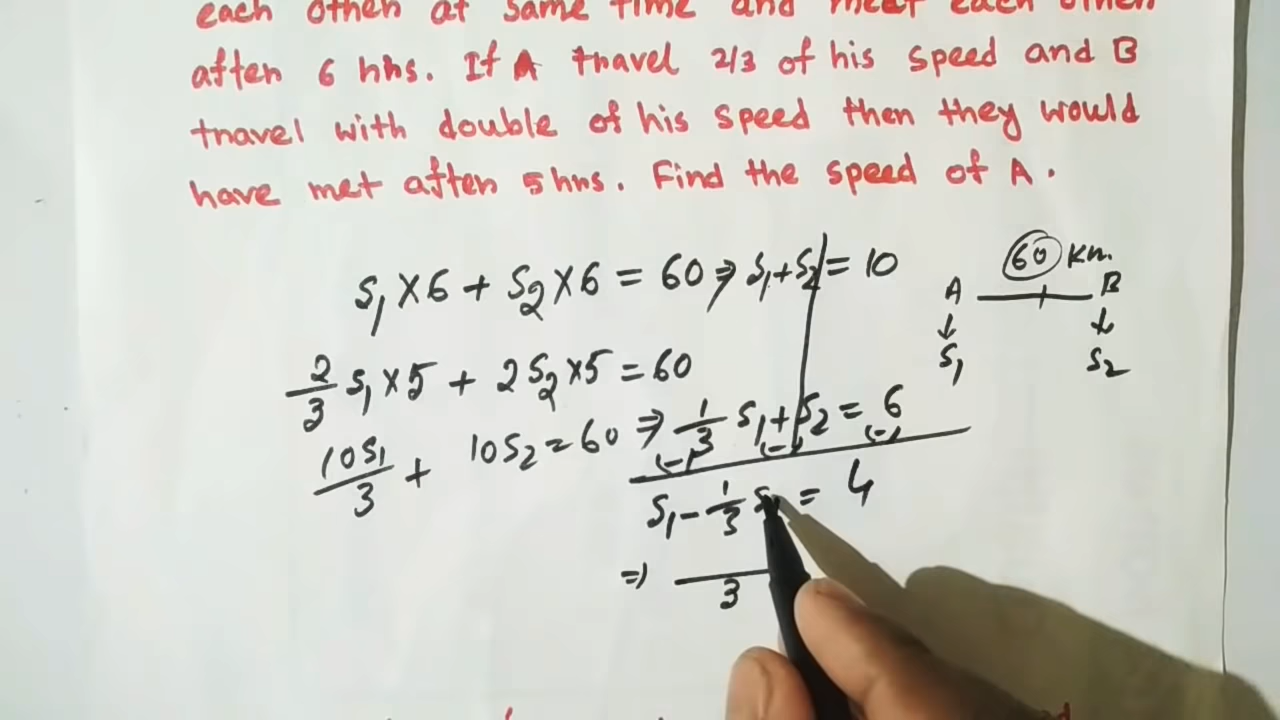 each other at same time and meet each other
after 6 hrs. If A travel 2/3 of his speed and B
travel with double of his speed then they would
have met after 5 hrs. Find the speed of A.
S₁×6 + S₂×6 = 60 ⇒ S₁+S₂ = 10
60 km.
A B
↓ ↓
S₁ S₂
2/3 S₁×5 + 2S₂×5 = 60
10S₁/3 + 10S₂ = 60 ⇒ 1/3 S₁+S₂ = 6
(-) (-) (-)
S₁ - 1/3 S₁ = 4
⇒ /3